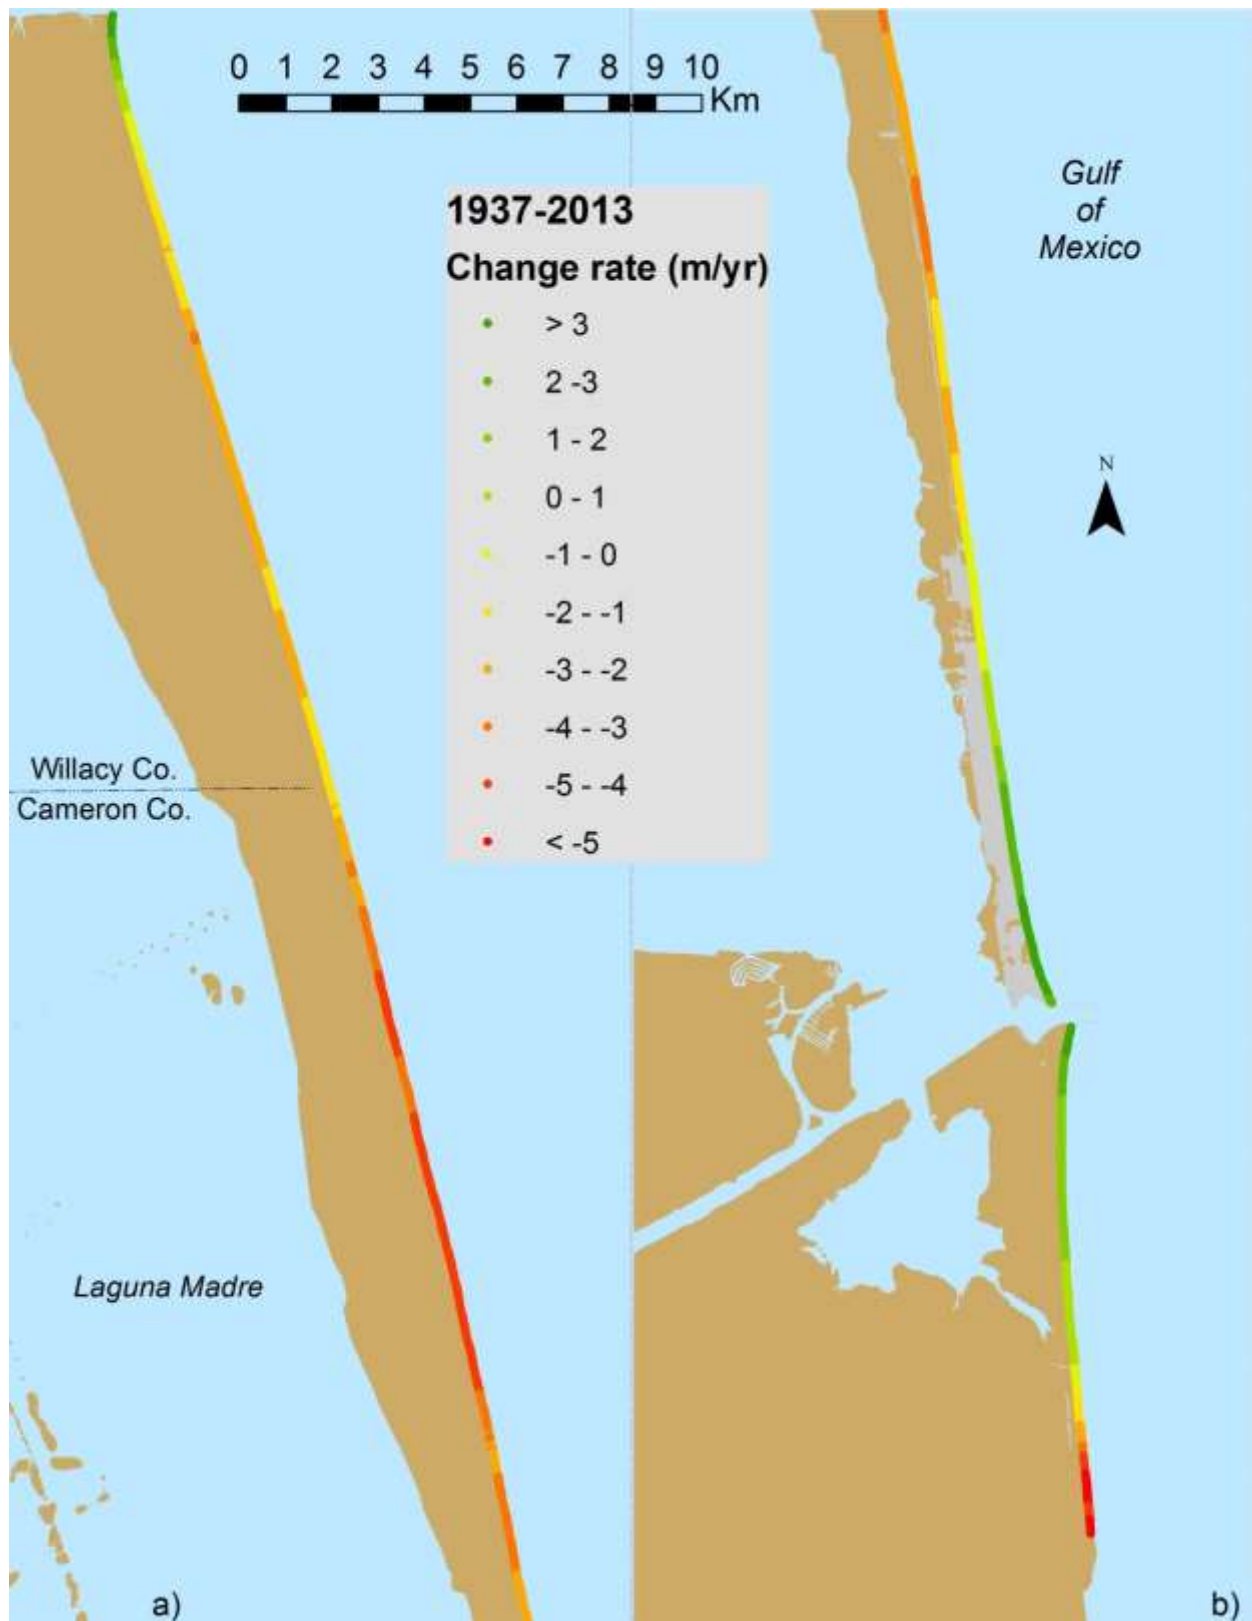 0 1 2 3 4 5 6 7 8 9 10
Km
Gulf
of
Mexico
1937-2013
Change rate (m/yr)
> 3
2 -3
1 - 2
0 - 1
-1 - 0
-2 - -1
-3 - -2
-4 - -3
-5 - -4
< -5
N
Willacy Co.
Cameron Co.
Laguna Madre
a)
b)